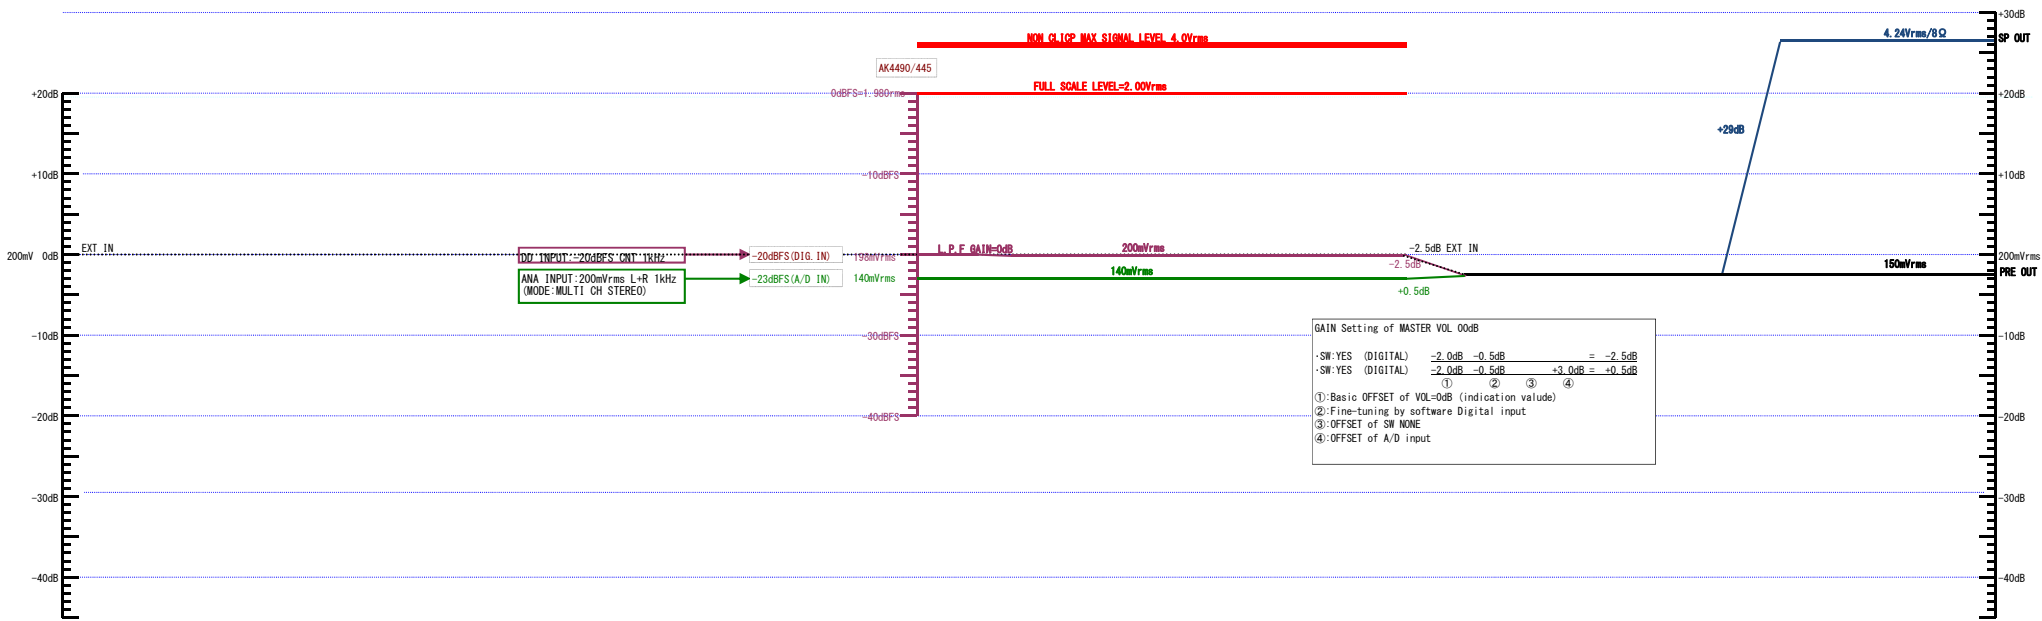 +30dB
4.24Vrms/8Ω
SP OUT
NON CLICP MAX SIGNAL LEVEL 4.0Vrms
AK4490/445
FULL SCALE LEVEL=2.00Vrms
+20dB
0dBFS=1.980rms
+20dB
+29dB
+10dB
-10dBFS
+10dB
EXT IN
200mV 0dB
DD INPUT:-20dBFS CNT 1kHz
-20dBFS(DIG.IN)
198mVrms
L.P.F GAIN=0dB
200mVrms
-2.5dB EXT IN
-2.5dB
200mVrms
150mVrms
PRE OUT
ANA INPUT:200mVrms L+R 1kHz
(MODE:MULTI CH STEREO)
-23dBFS(A/D IN)
140mVrms
140mVrms
+0.5dB
-10dB
-30dBFS
-10dB
GAIN Setting of MASTER VOL 00dB
･SW:YES (DIGITAL) -2.0dB -0.5dB = -2.5dB
･SW:YES (DIGITAL) -2.0dB -0.5dB +3.0dB = +0.5dB
① ② ③ ④
①:Basic OFFSET of VOL=0dB (indication valude)
②:Fine-tuning by software Digital input
③:OFFSET of SW NONE
④:OFFSET of A/D input
-20dB
-40dBFS
-20dB
-30dB
-30dB
-40dB
-40dB